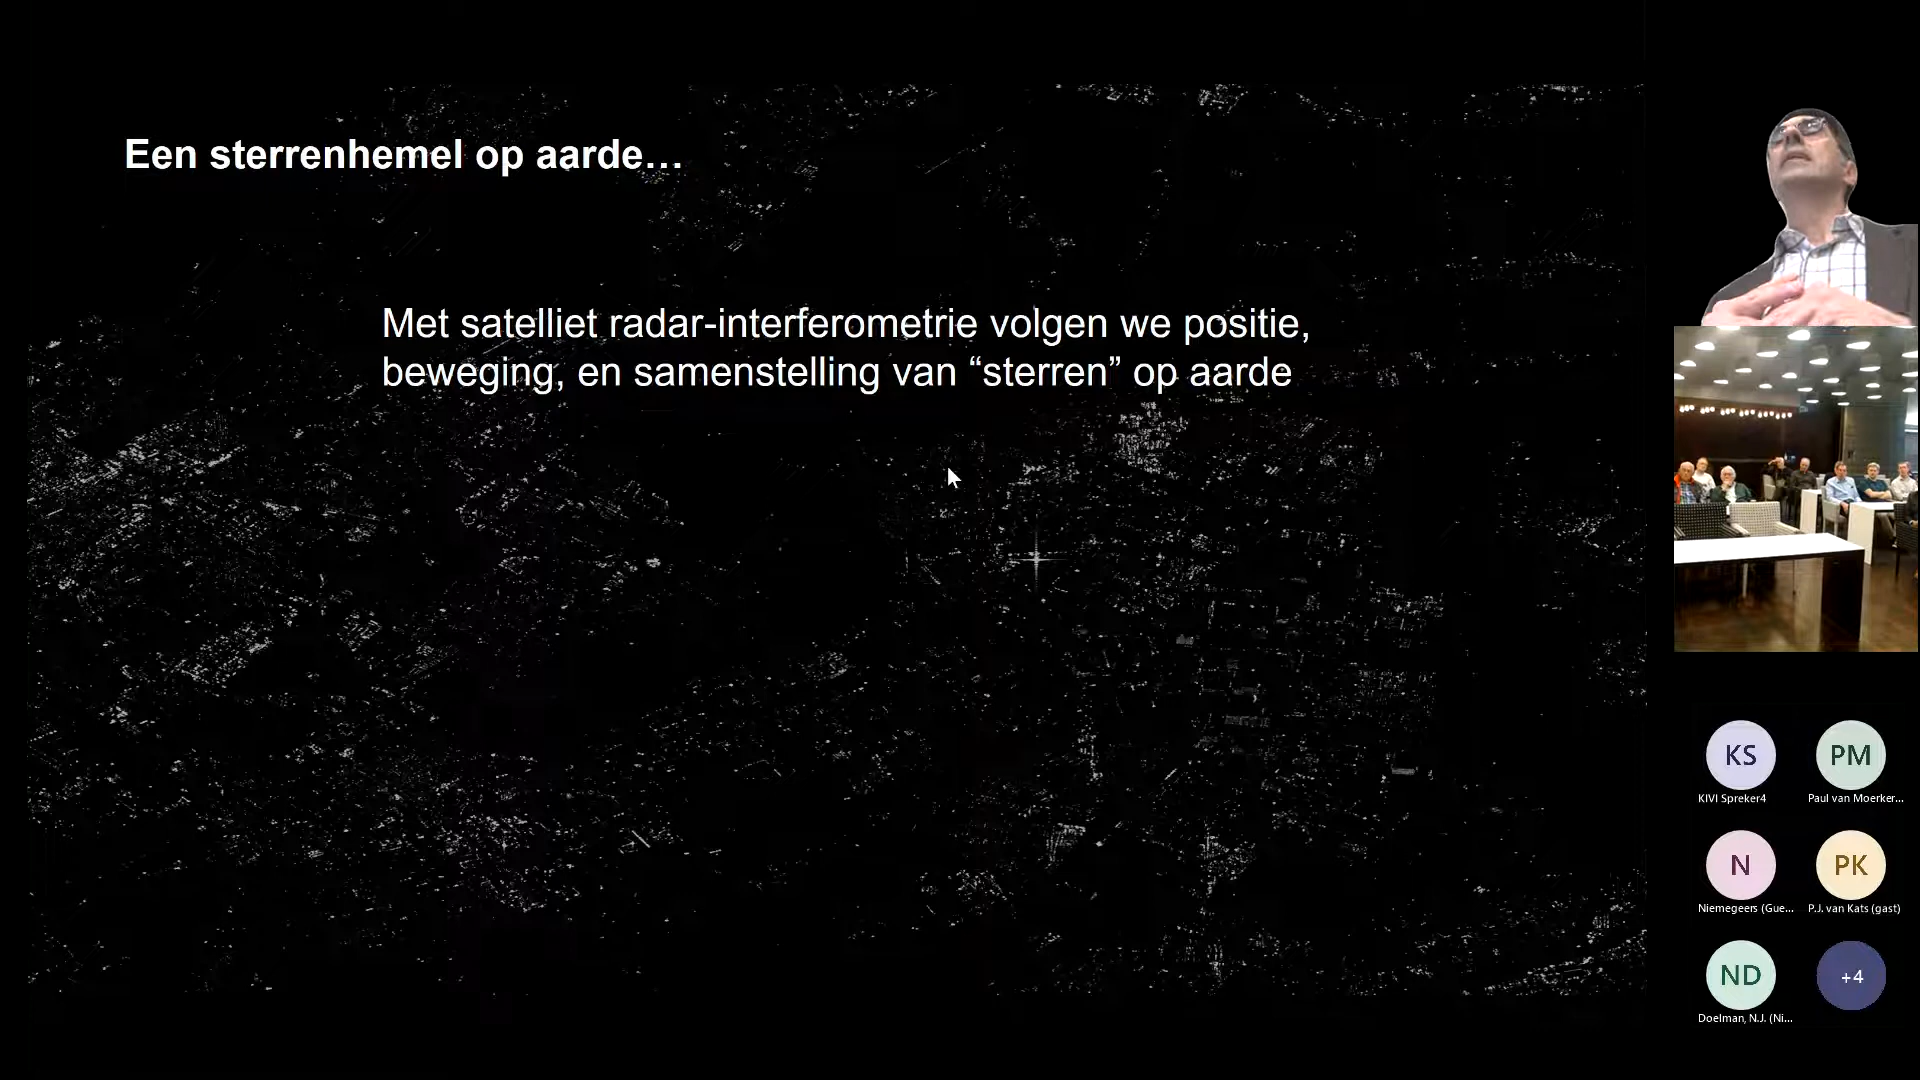 Een sterrenhemel op aarde…
Met satelliet radar-interferometrie volgen we positie,
beweging, en samenstelling van “sterren” op aarde
KS
PM
KIVI Spreker4
Paul van Moerker...
N
PK
Niemegeers (Gue...
P.J. van Kats (gast)
ND
+4
Doelman, N.J. (Ni...